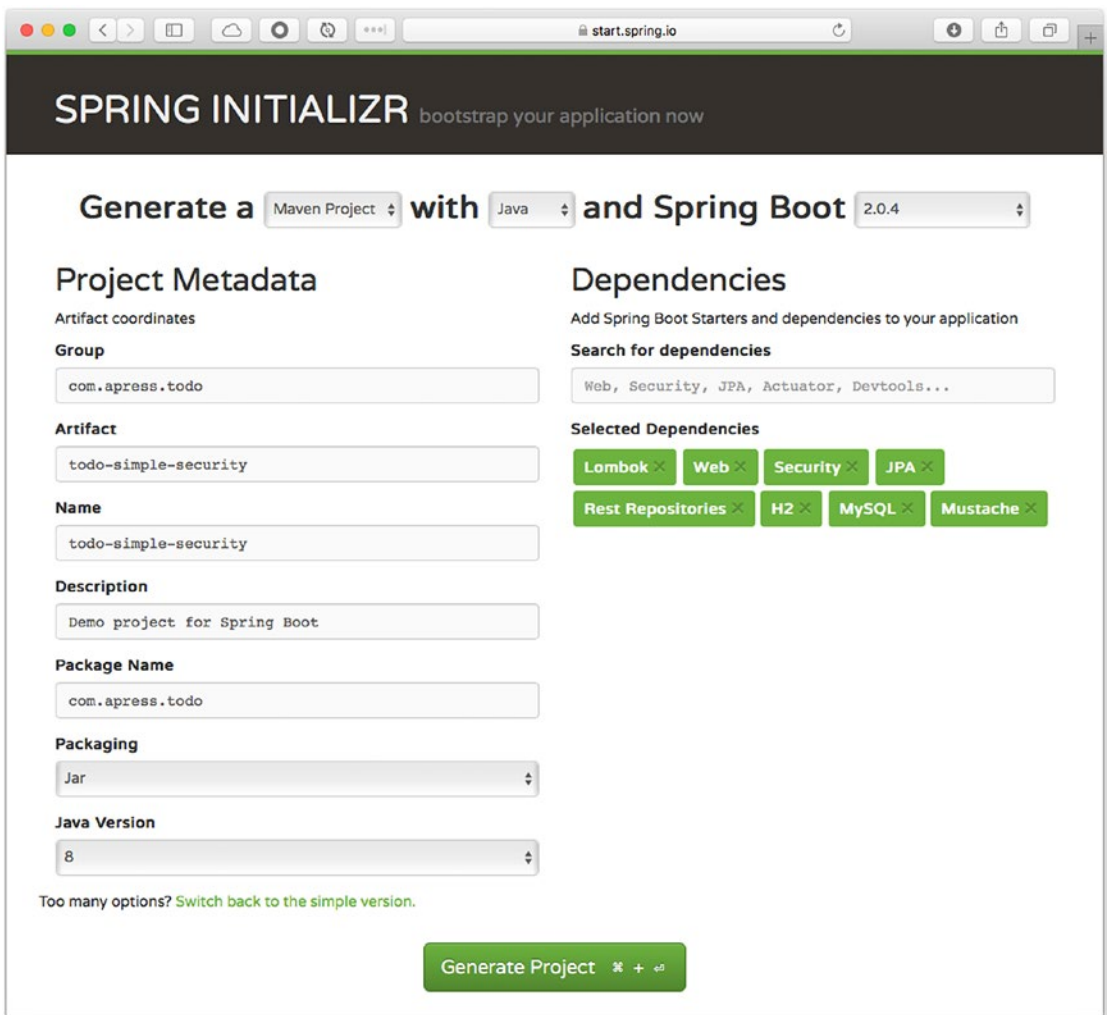 start.spring.io
SPRING INITIALIZR bootstrap your application now
Generate a Maven Project with Java and Spring Boot 2.0.4
Project Metadata
Artifact coordinates
Group
com.apress.todo
Artifact
todo-simple-security
Name
todo-simple-security
Description
Demo project for Spring Boot
Package Name
com.apress.todo
Packaging
Jar
Java Version
8
Too many options? Switch back to the simple version.
Dependencies
Add Spring Boot Starters and dependencies to your application
Search for dependencies
Web, Security, JPA, Actuator, Devtools...
Selected Dependencies
Lombok × Web × Security × JPA ×
Rest Repositories × H2 × MySQL × Mustache ×
Generate Project ⌘ + ⏎